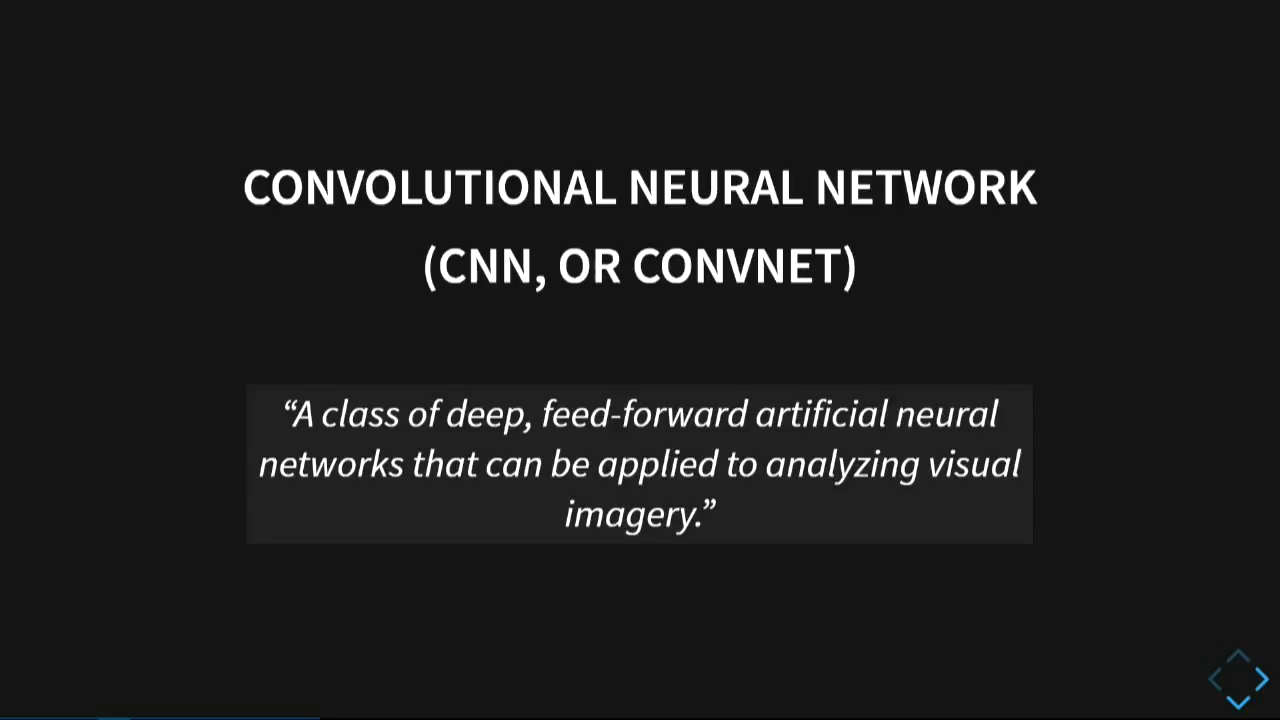 CONVOLUTIONAL NEURAL NETWORK
(CNN, OR CONVNET)
“A class of deep, feed-forward artificial neural
networks that can be applied to analyzing visual
imagery.”